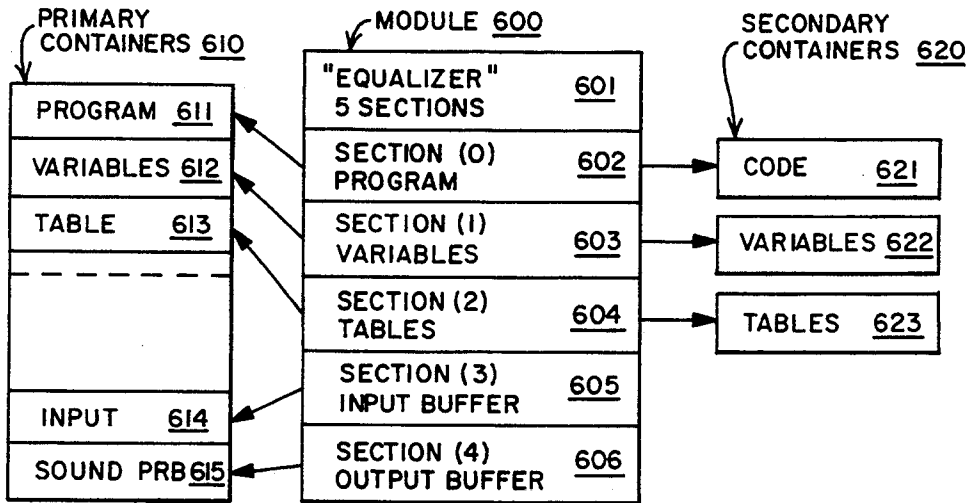 PRIMARY
CONTAINERS 610
PROGRAM 611
VARIABLES 612
TABLE 613
INPUT 614
SOUND PRB 615
MODULE 600
"EQUALIZER"
5 SECTIONS 601
SECTION (0)
PROGRAM 602
SECTION (1)
VARIABLES 603
SECTION (2)
TABLES 604
SECTION (3)
INPUT BUFFER 605
SECTION (4)
OUTPUT BUFFER 606
SECONDARY
CONTAINERS 620
CODE 621
VARIABLES 622
TABLES 623